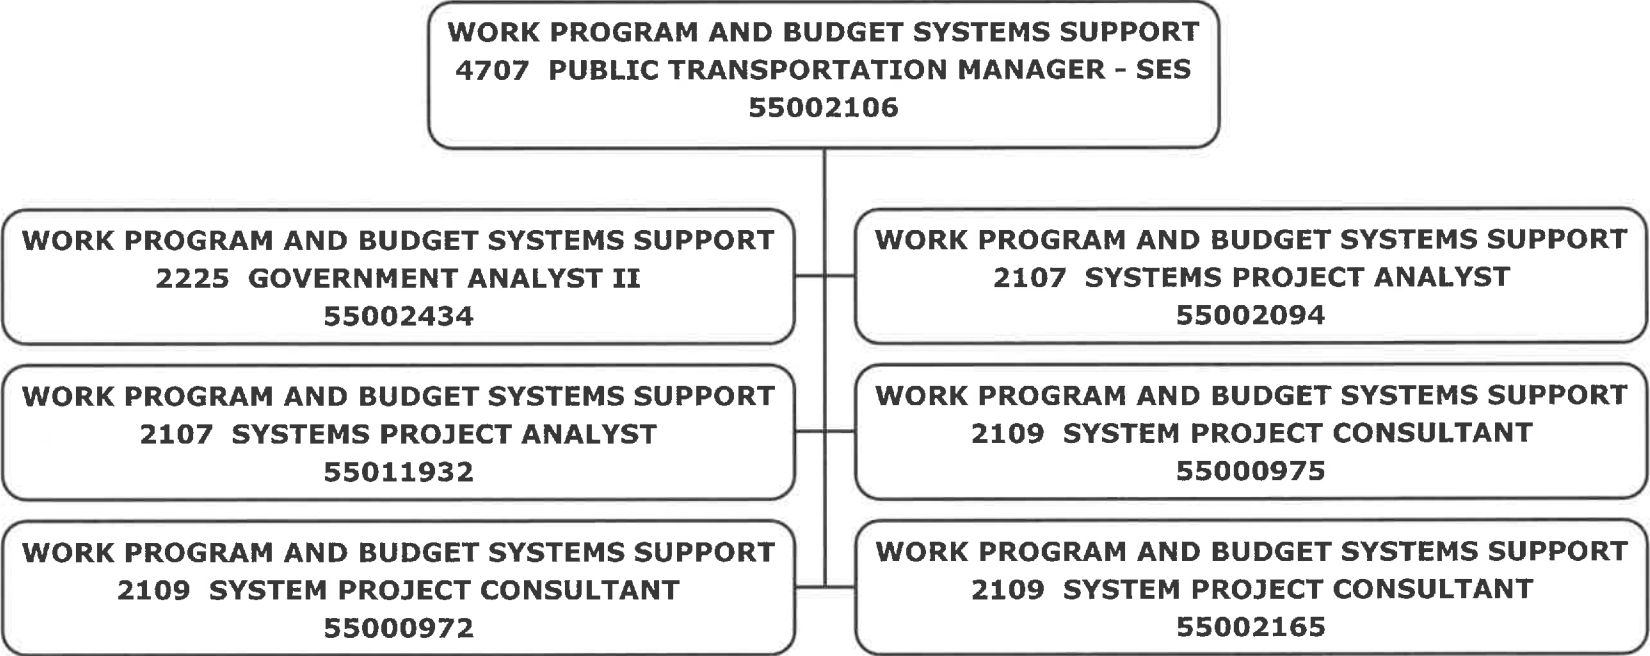 WORK PROGRAM AND BUDGET SYSTEMS SUPPORT
4707 PUBLIC TRANSPORTATION MANAGER - SES
55002106
WORK PROGRAM AND BUDGET SYSTEMS SUPPORT
2225 GOVERNMENT ANALYST II
55002434
WORK PROGRAM AND BUDGET SYSTEMS SUPPORT
2107 SYSTEMS PROJECT ANALYST
55002094
WORK PROGRAM AND BUDGET SYSTEMS SUPPORT
2107 SYSTEMS PROJECT ANALYST
55011932
WORK PROGRAM AND BUDGET SYSTEMS SUPPORT
2109 SYSTEM PROJECT CONSULTANT
55000975
WORK PROGRAM AND BUDGET SYSTEMS SUPPORT
2109 SYSTEM PROJECT CONSULTANT
55000972
WORK PROGRAM AND BUDGET SYSTEMS SUPPORT
2109 SYSTEM PROJECT CONSULTANT
55002165